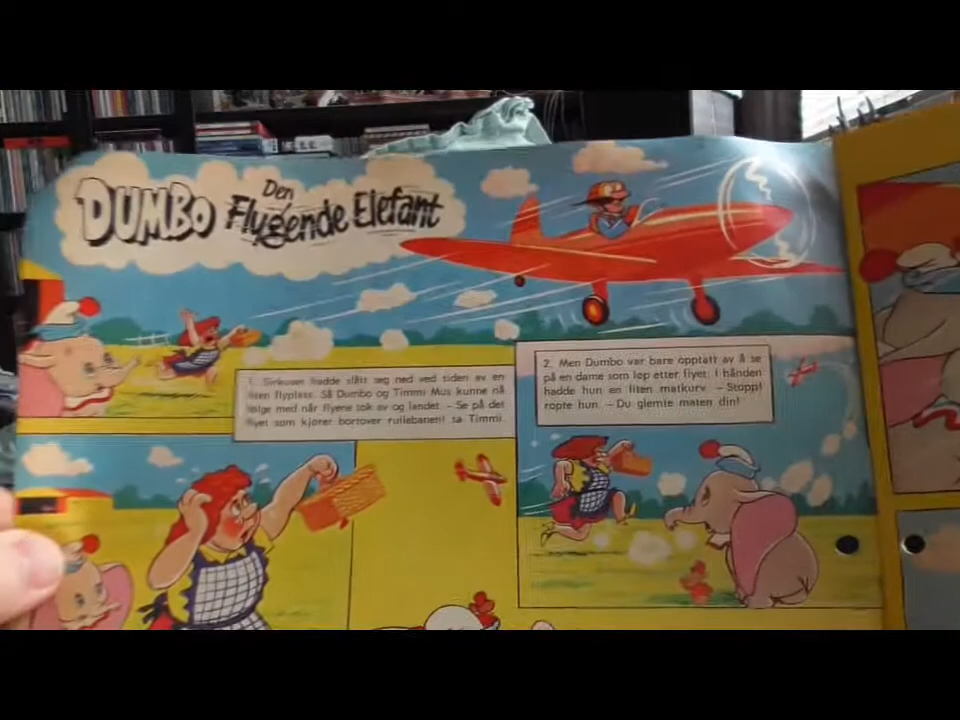 DUMBO Den
Flygende Elefant
1. Sirkusen hadde slått seg ned ved siden av en
liten flyplass. Så Dumbo og Timmi Mus kunne nå
følge med når flyene tok av og landet. – Se på det
flyet som kjører bortover rullebanen! sa Timmi.
2. Men Dumbo var bare opptatt av å se
på en dame som løp etter flyet. I hånden
hadde hun en liten matkurv. – Stopp!
ropte hun. – Du glemte maten din!